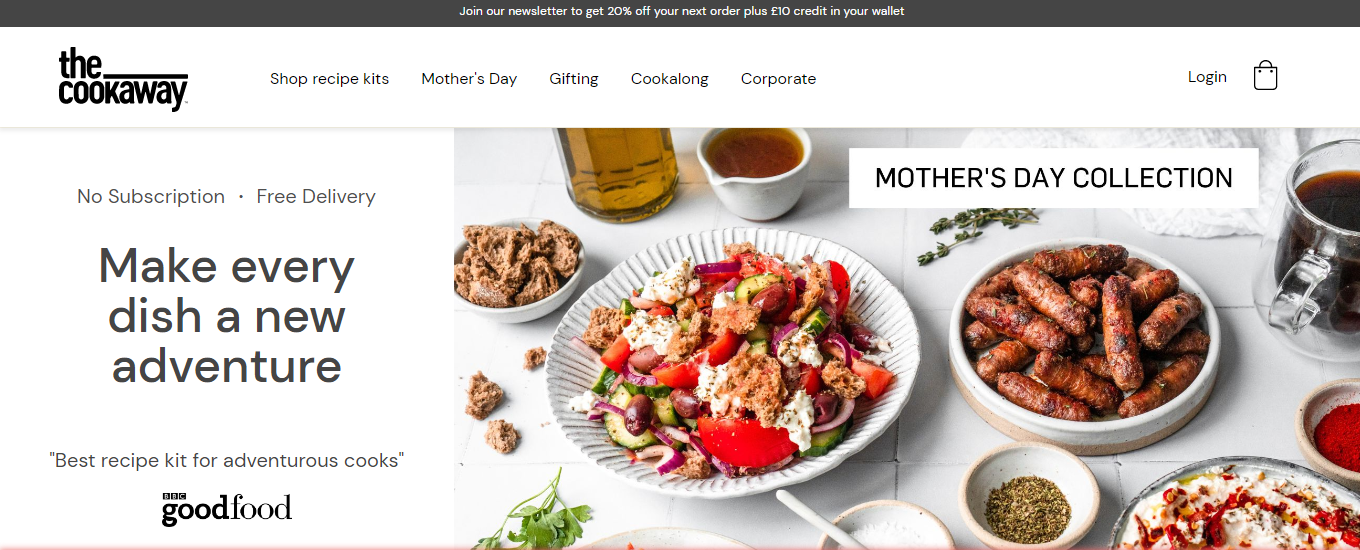 Join our newsletter to get 20% off your next order plus £10 credit in your wallet
the
cookaway
Shop recipe kits
Mother's Day
Gifting
Cookalong
Corporate
Login
No Subscription • Free Delivery
Make every
dish a new
adventure
"Best recipe kit for adventurous cooks"
BBC
goodfood
MOTHER'S DAY COLLECTION